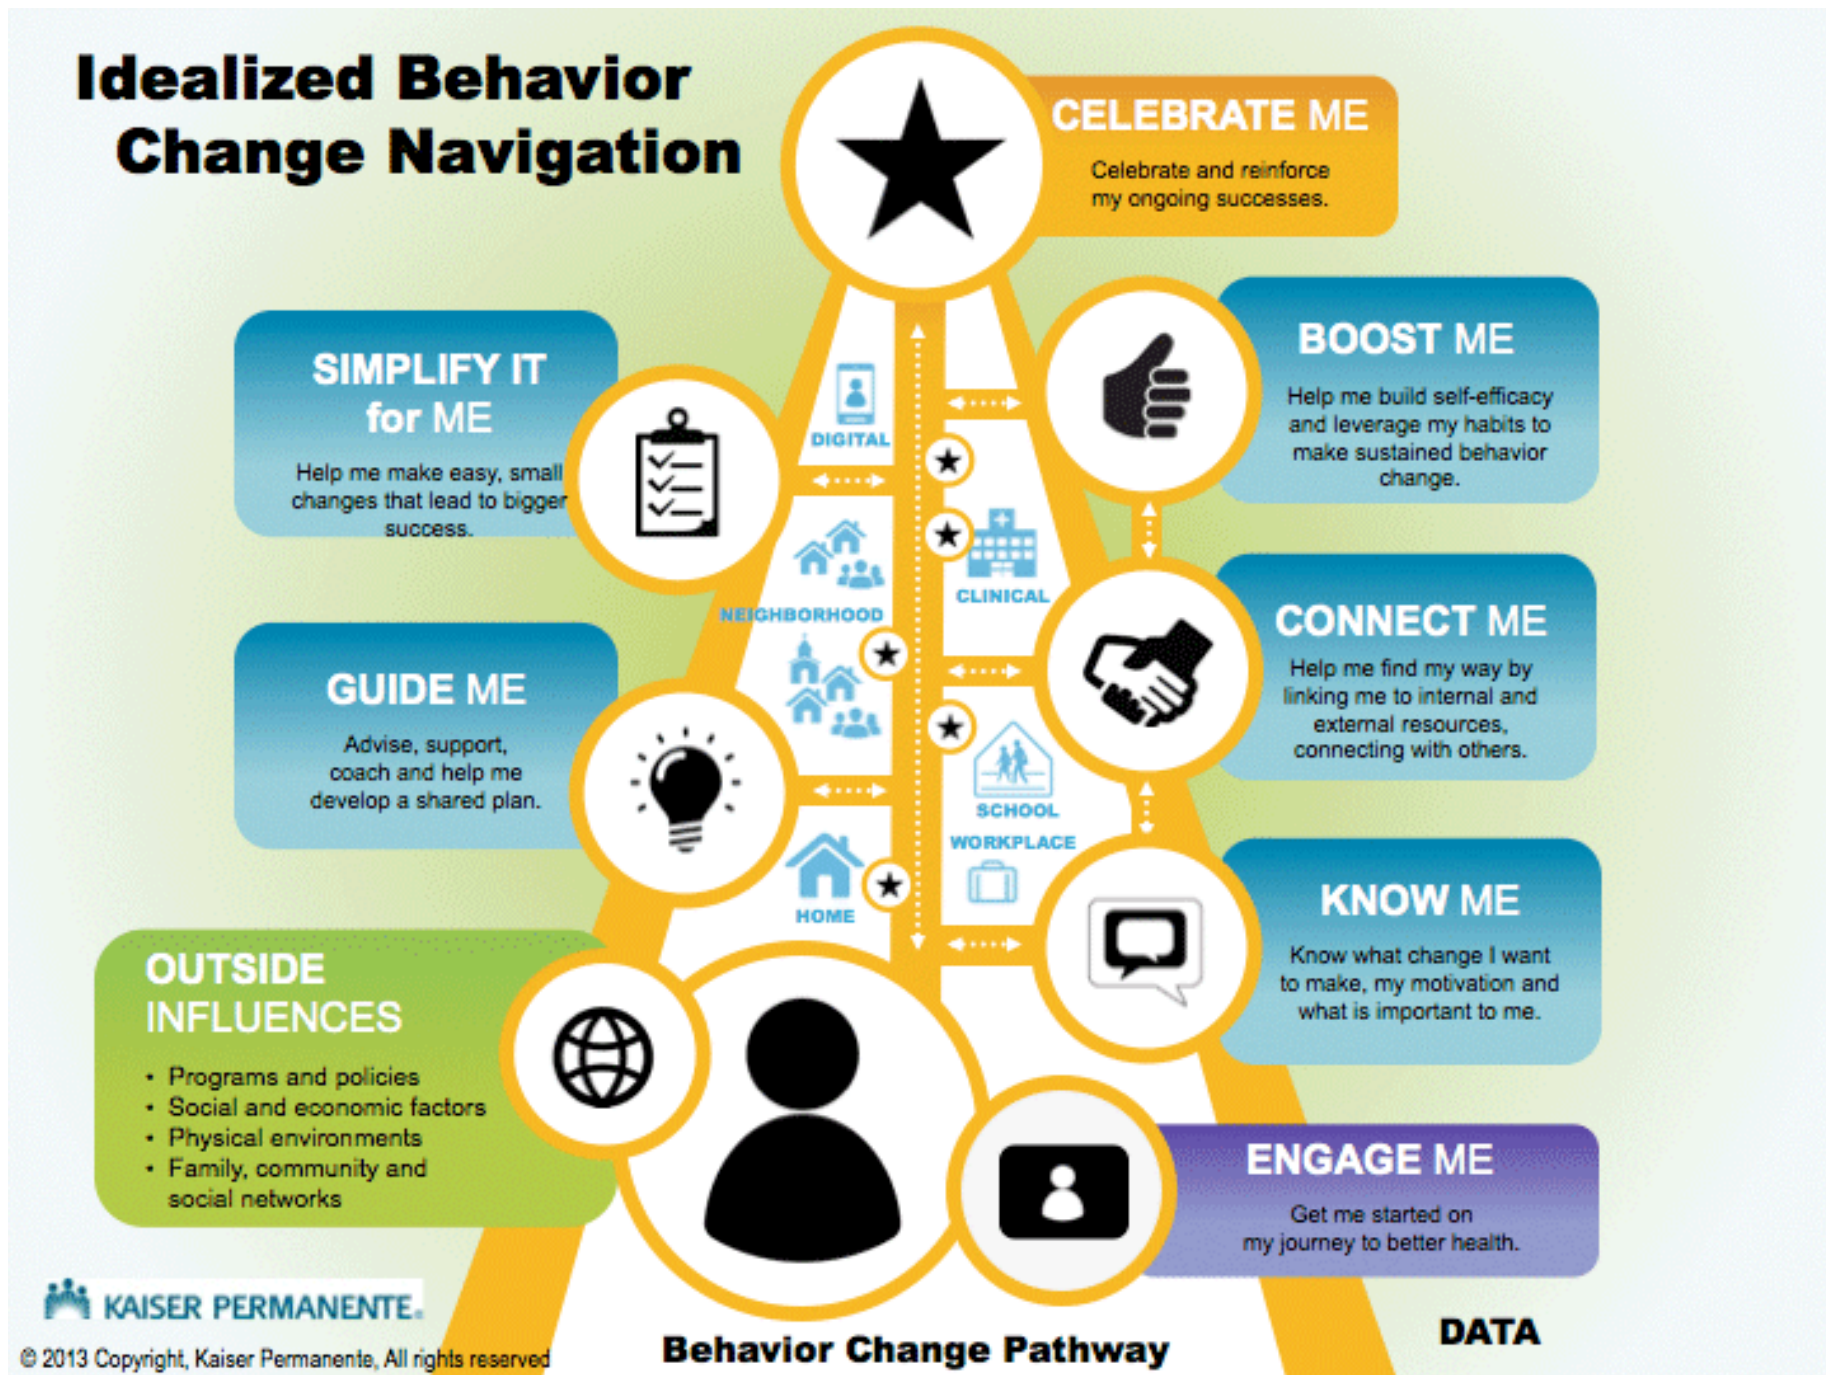 Idealized Behavior
Change Navigation
CELEBRATE ME
Celebrate and reinforce
my ongoing successes.
SIMPLIFY IT
for ME
Help me make easy, small
changes that lead to bigger
success.
BOOST ME
Help me build self-efficacy
and leverage my habits to
make sustained behavior
change.
DIGITAL
CLINICAL
NEIGHBORHOOD
GUIDE ME
Advise, support,
coach and help me
develop a shared plan.
CONNECT ME
Help me find my way by
linking me to internal and
external resources,
connecting with others.
SCHOOL
WORKPLACE
HOME
KNOW ME
Know what change I want
to make, my motivation and
what is important to me.
OUTSIDE
INFLUENCES
• Programs and policies
• Social and economic factors
• Physical environments
• Family, community and
social networks
ENGAGE ME
Get me started on
my journey to better health.
KAISER PERMANENTE®
© 2013 Copyright, Kaiser Permanente, All rights reserved
Behavior Change Pathway
DATA